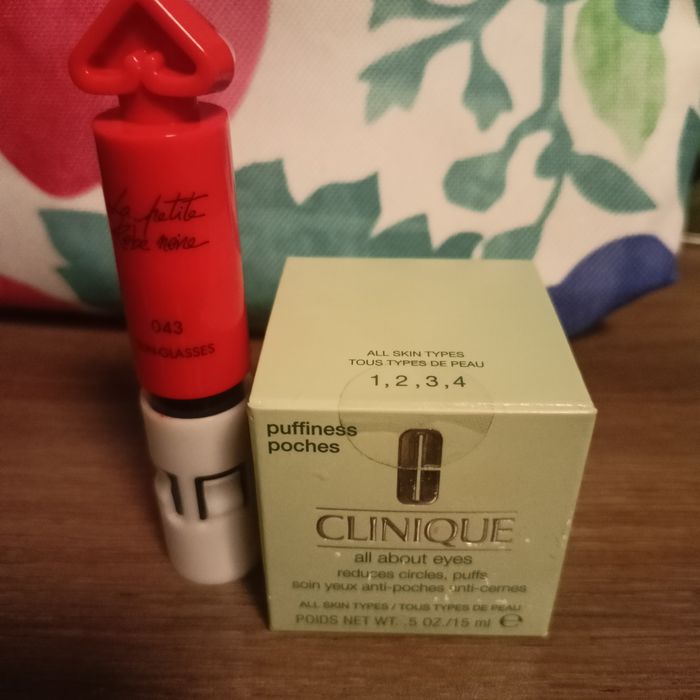 La petite
robe noire
043
SUN-GLASSES
ALL SKIN TYPES
TOUS TYPES DE PEAU
1, 2, 3, 4
puffiness
poches
CLINIQUE
all about eyes
reduces circles, puffs
soin yeux anti-poches anti-cernes
ALL SKIN TYPES / TOUS TYPES DE PEAU
POIDS NET WT. .5 OZ./15 ml ℮